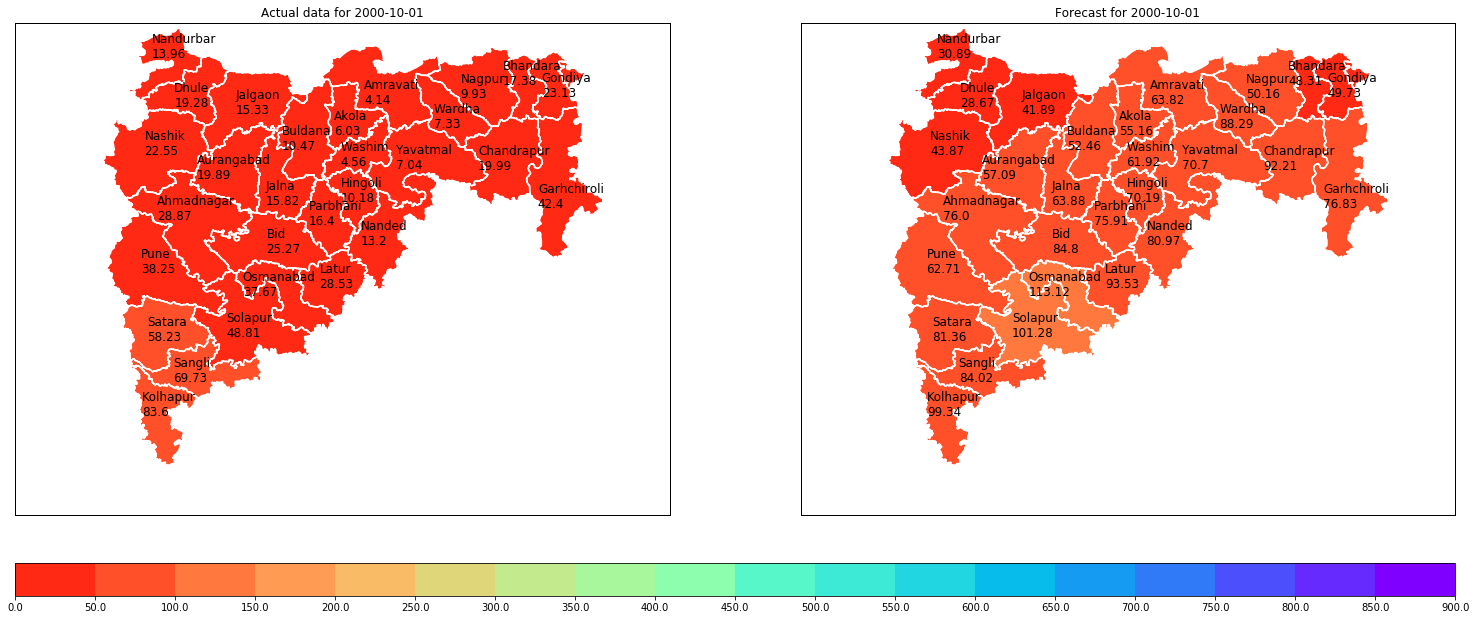 Actual data for 2000-10-01
Nandurbar
13.96
Dhule
19.28
Jalgaon
15.33
Amravati
4.14
Nagpur
9.93
Bhandara
17.38
Gondiya
23.13
Akola
6.03
Wardha
7.33
Buldana
10.47
Nashik
22.55
Washim
4.56
Yavatmal
7.04
Chandrapur
19.99
Aurangabad
19.89
Jalna
15.82
Hingoli
10.18
Garhchiroli
42.4
Ahmadnagar
28.87
Parbhani
16.4
Nanded
13.2
Bid
25.27
Pune
38.25
Latur
28.53
Osmanabad
37.67
Satara
58.23
Solapur
48.81
Sangli
69.73
Kolhapur
83.6
Forecast for 2000-10-01
Nandurbar
30.89
Dhule
28.67
Jalgaon
41.89
Amravati
63.82
Nagpur
50.16
Bhandara
48.31
Gondiya
49.73
Akola
55.16
Wardha
88.29
Buldana
52.46
Nashik
43.87
Washim
61.92
Yavatmal
70.7
Chandrapur
92.21
Aurangabad
57.09
Jalna
63.88
Hingoli
70.19
Garhchiroli
76.83
Ahmadnagar
76.0
Parbhani
75.91
Nanded
80.97
Bid
84.8
Pune
62.71
Latur
93.53
Osmanabad
113.12
Satara
81.36
Solapur
101.28
Sangli
84.02
Kolhapur
99.34
0.0 50.0 100.0 150.0 200.0 250.0 300.0 350.0 400.0 450.0 500.0 550.0 600.0 650.0 700.0 750.0 800.0 850.0 900.0